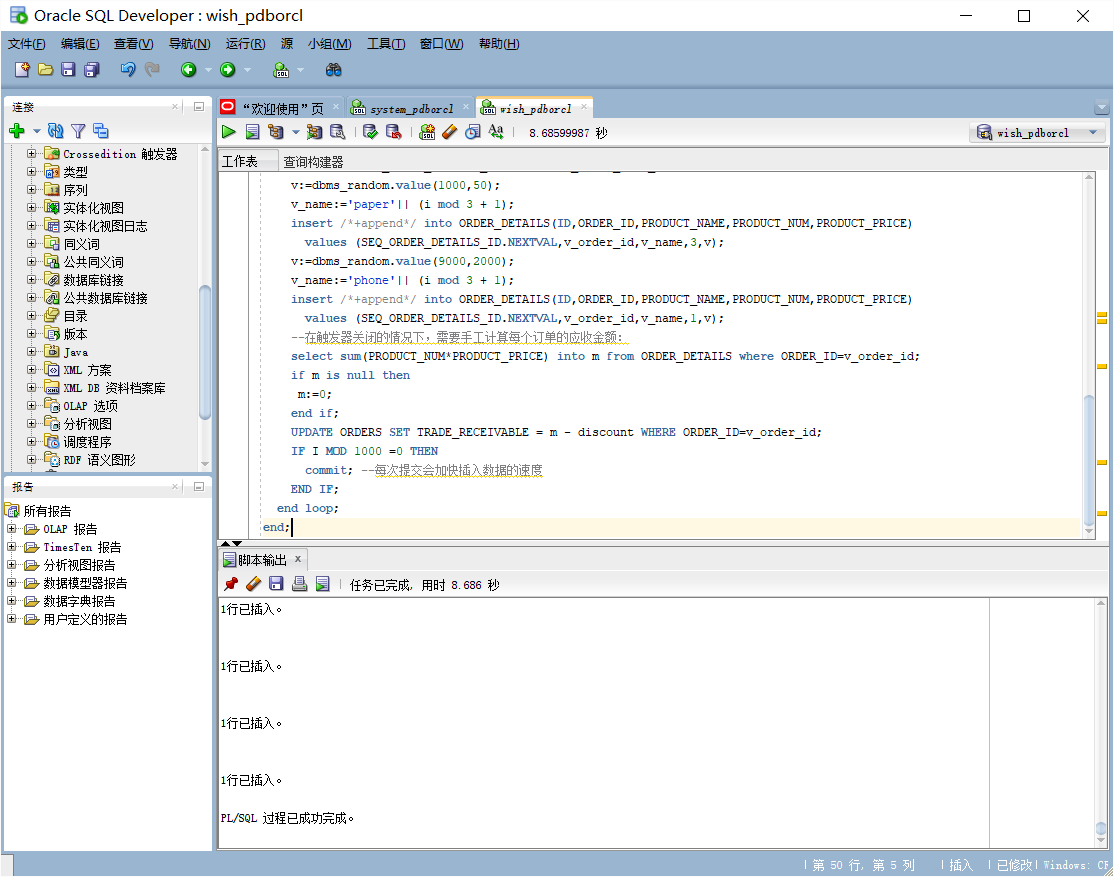 Oracle SQL Developer : wish_pdborcl
文件(F) 编辑(E) 查看(V) 导航(N) 运行(R) 源 小组(M) 工具(T) 窗口(W) 帮助(H)
连接
Crossedition 触发器
类型
序列
实体化视图
实体化视图日志
同义词
公共同义词
数据库链接
公共数据库链接
目录
版本
Java
XML 方案
XML DB 资料档案库
OLAP 选项
分析视图
调度程序
RDF 语义图形
报告
所有报告
OLAP 报告
TimesTen 报告
分析视图报告
数据模型器报告
数据字典报告
用户定义的报告
“欢迎使用”页 system_pdborcl wish_pdborcl
8.68599987 秒 wish_pdborcl
工作表 查询构建器
v:=dbms_random.value(1000,50);
v_name:='paper'|| (i mod 3 + 1);
insert /*+append*/ into ORDER_DETAILS(ID,ORDER_ID,PRODUCT_NAME,PRODUCT_NUM,PRODUCT_PRICE)
values (SEQ_ORDER_DETAILS_ID.NEXTVAL,v_order_id,v_name,3,v);
v:=dbms_random.value(9000,2000);
v_name:='phone'|| (i mod 3 + 1);
insert /*+append*/ into ORDER_DETAILS(ID,ORDER_ID,PRODUCT_NAME,PRODUCT_NUM,PRODUCT_PRICE)
values (SEQ_ORDER_DETAILS_ID.NEXTVAL,v_order_id,v_name,1,v);
--在触发器关闭的情况下，需要手工计算每个订单的应收金额：
select sum(PRODUCT_NUM*PRODUCT_PRICE) into m from ORDER_DETAILS where ORDER_ID=v_order_id;
if m is null then
m:=0;
end if;
UPDATE ORDERS SET TRADE_RECEIVABLE = m - discount WHERE ORDER_ID=v_order_id;
IF I MOD 1000 =0 THEN
commit; --每次提交会加快插入数据的速度
END IF;
end loop;
end;
脚本输出
任务已完成, 用时 8.686 秒
1行已插入。
1行已插入。
1行已插入。
1行已插入。
PL/SQL 过程已成功完成。
第 50 行, 第 5 列 插入 已修改 Windows: CR